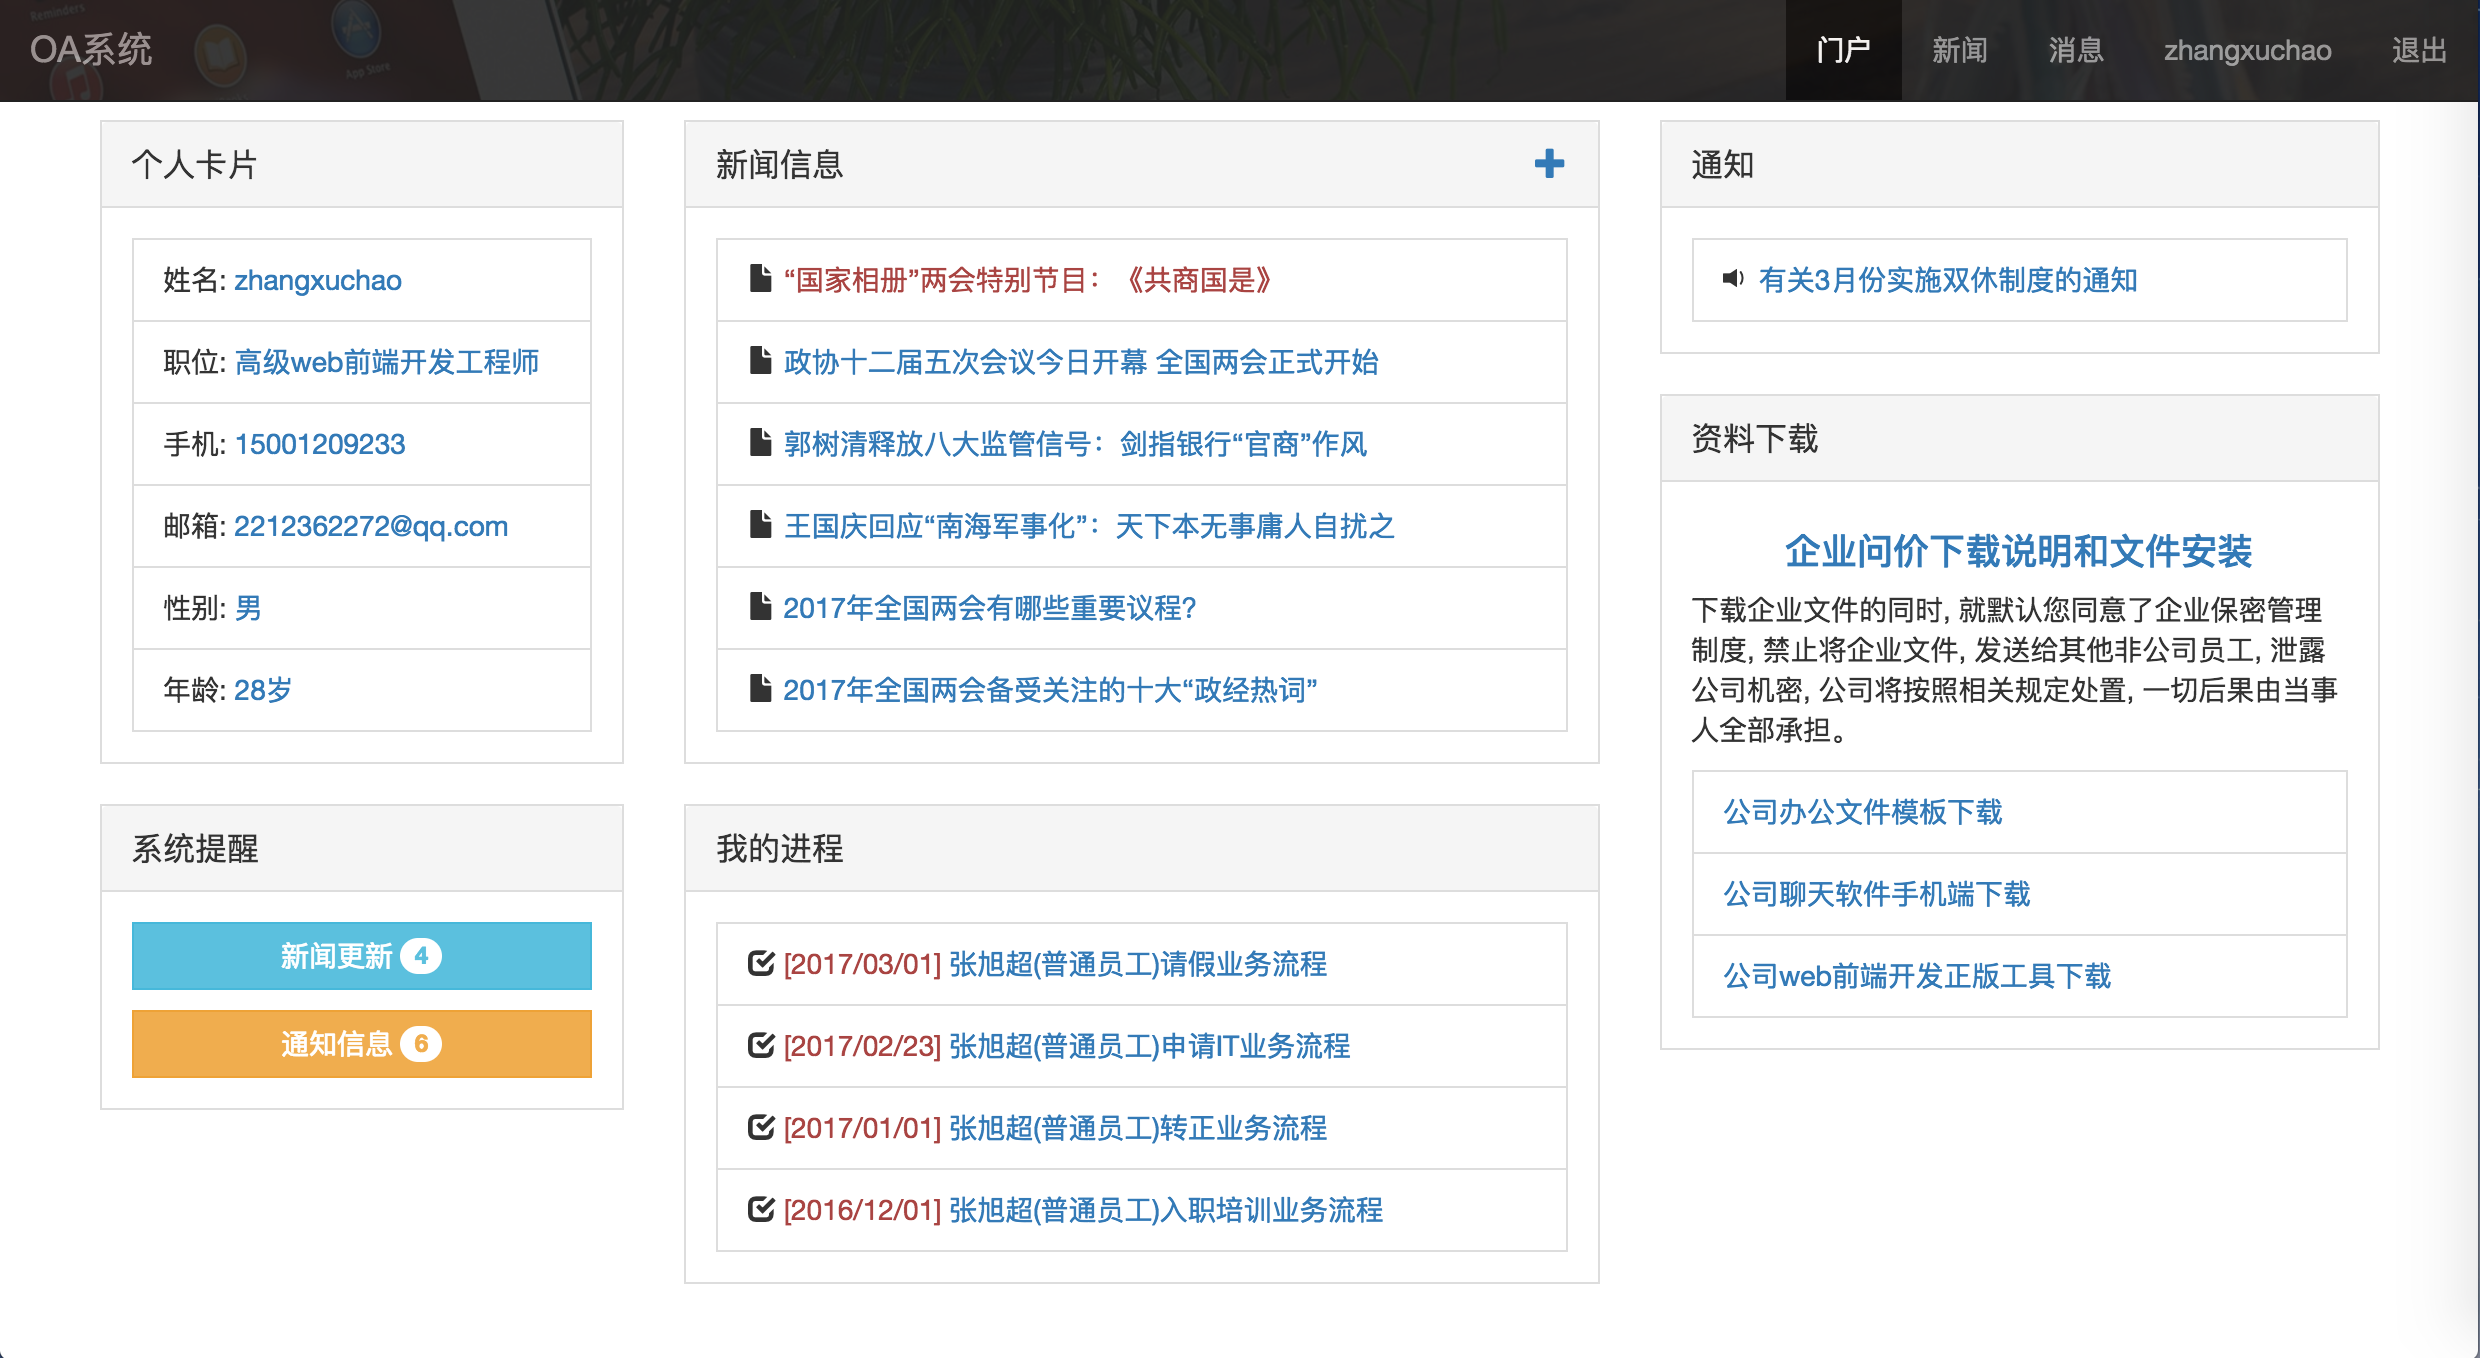 Reminders
App Store
OA系统
门户
新闻
消息
zhangxuchao
退出
个人卡片
姓名: zhangxuchao
职位: 高级web前端开发工程师
手机: 15001209233
邮箱: 2212362272@qq.com
性别: 男
年龄: 28岁
系统提醒
新闻更新 4
通知信息 6
新闻信息
“国家相册”两会特别节目：《共商国是》
政协十二届五次会议今日开幕 全国两会正式开始
郭树清释放八大监管信号：剑指银行“官商”作风
王国庆回应“南海军事化”：天下本无事庸人自扰之
2017年全国两会有哪些重要议程?
2017年全国两会备受关注的十大“政经热词”
我的进程
[2017/03/01] 张旭超(普通员工)请假业务流程
[2017/02/23] 张旭超(普通员工)申请IT业务流程
[2017/01/01] 张旭超(普通员工)转正业务流程
[2016/12/01] 张旭超(普通员工)入职培训业务流程
通知
有关3月份实施双休制度的通知
资料下载
企业问价下载说明和文件安装
下载企业文件的同时, 就默认您同意了企业保密管理
制度, 禁止将企业文件, 发送给其他非公司员工, 泄露
公司机密, 公司将按照相关规定处置, 一切后果由当事
人全部承担。
公司办公文件模板下载
公司聊天软件手机端下载
公司web前端开发正版工具下载